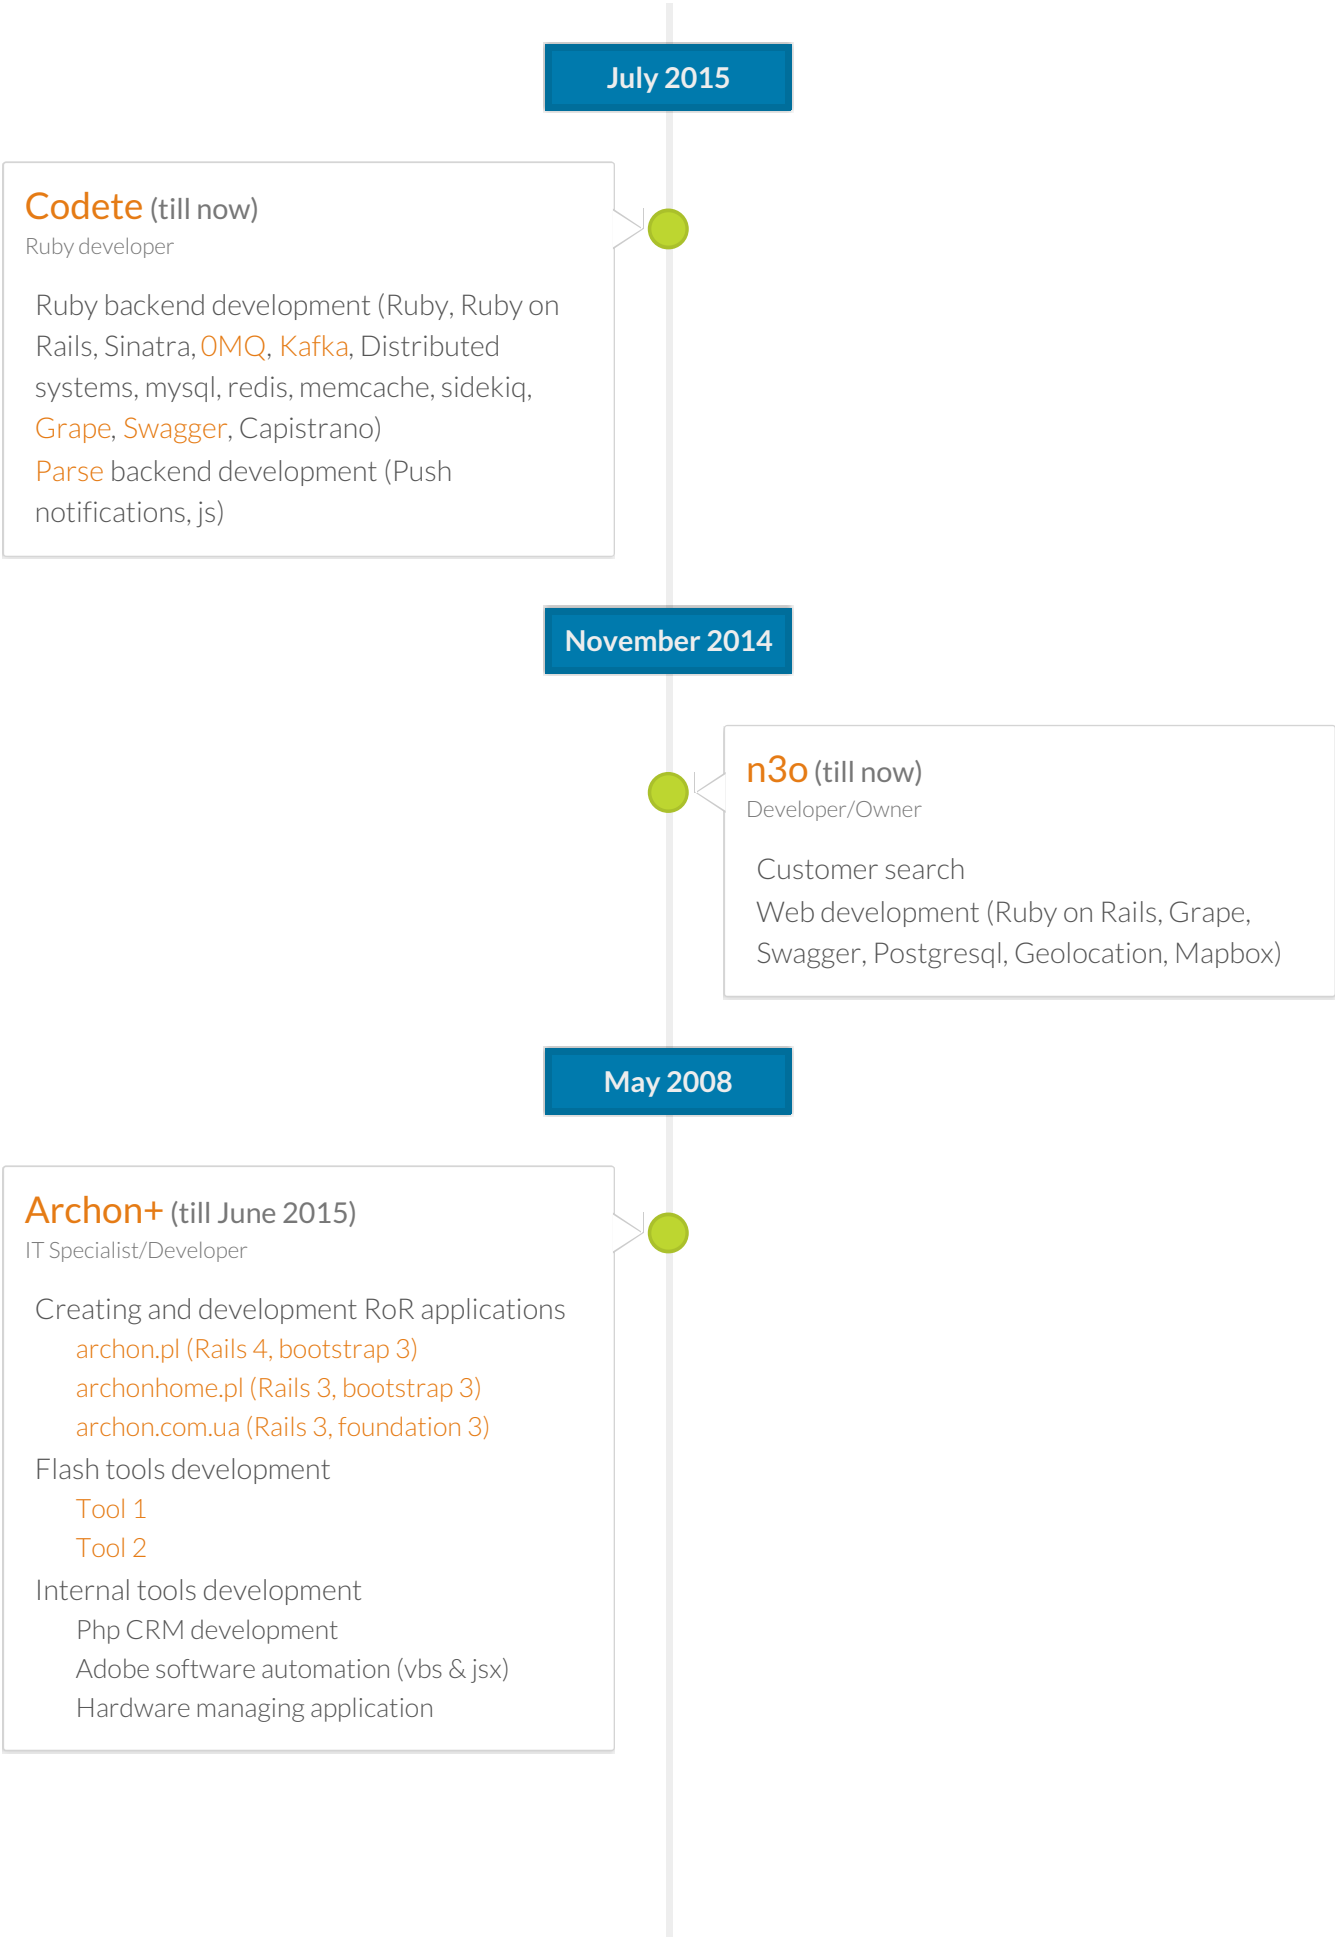 July 2015
Codete (till now)
Ruby developer
Ruby backend development (Ruby, Ruby on
Rails, Sinatra, 0MQ, Kafka, Distributed
systems, mysql, redis, memcache, sidekiq,
Grape, Swagger, Capistrano)
Parse backend development (Push
notifications, js)
November 2014
n3o (till now)
Developer/Owner
Customer search
Web development (Ruby on Rails, Grape,
Swagger, Postgresql, Geolocation, Mapbox)
May 2008
Archon+ (till June 2015)
IT Specialist/Developer
Creating and development RoR applications
archon.pl (Rails 4, bootstrap 3)
archonhome.pl (Rails 3, bootstrap 3)
archon.com.ua (Rails 3, foundation 3)
Flash tools development
Tool 1
Tool 2
Internal tools development
Php CRM development
Adobe software automation (vbs & jsx)
Hardware managing application